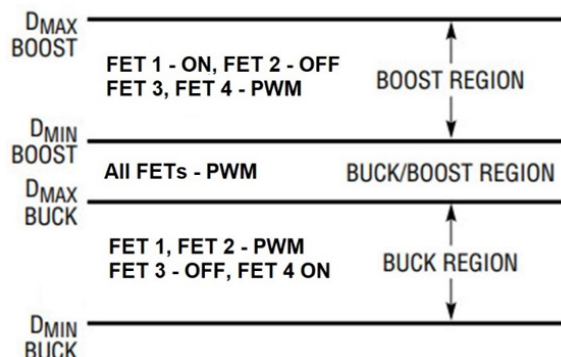 DMAX
BOOST
FET 1 - ON, FET 2 - OFF
FET 3, FET 4 - PWM
BOOST REGION
DMIN
BOOST
All FETs - PWM
BUCK/BOOST REGION
DMAX
BUCK
FET 1, FET 2 - PWM
FET 3 - OFF, FET 4 ON
BUCK REGION
DMIN
BUCK